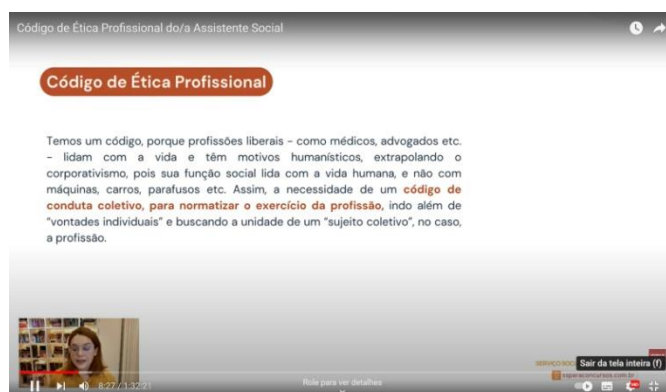 Código de Ética Profissional do/a Assistente Social
Código de Ética Profissional
Temos um código, porque profissões liberais - como médicos, advogados etc.
- lidam com a vida e têm motivos humanísticos, extrapolando o
corporativismo, pois sua função social lida com a vida humana, e não com
máquinas, carros, parafusos etc. Assim, a necessidade de um código de
conduta coletivo, para normatizar o exercício da profissão, indo além de
"vontades individuais" e buscando a unidade de um "sujeito coletivo", no caso,
a profissão.
SERVIÇO SOC
Sair da tela inteira (f)
8:27 / 1:32:21
Role para ver detalhes